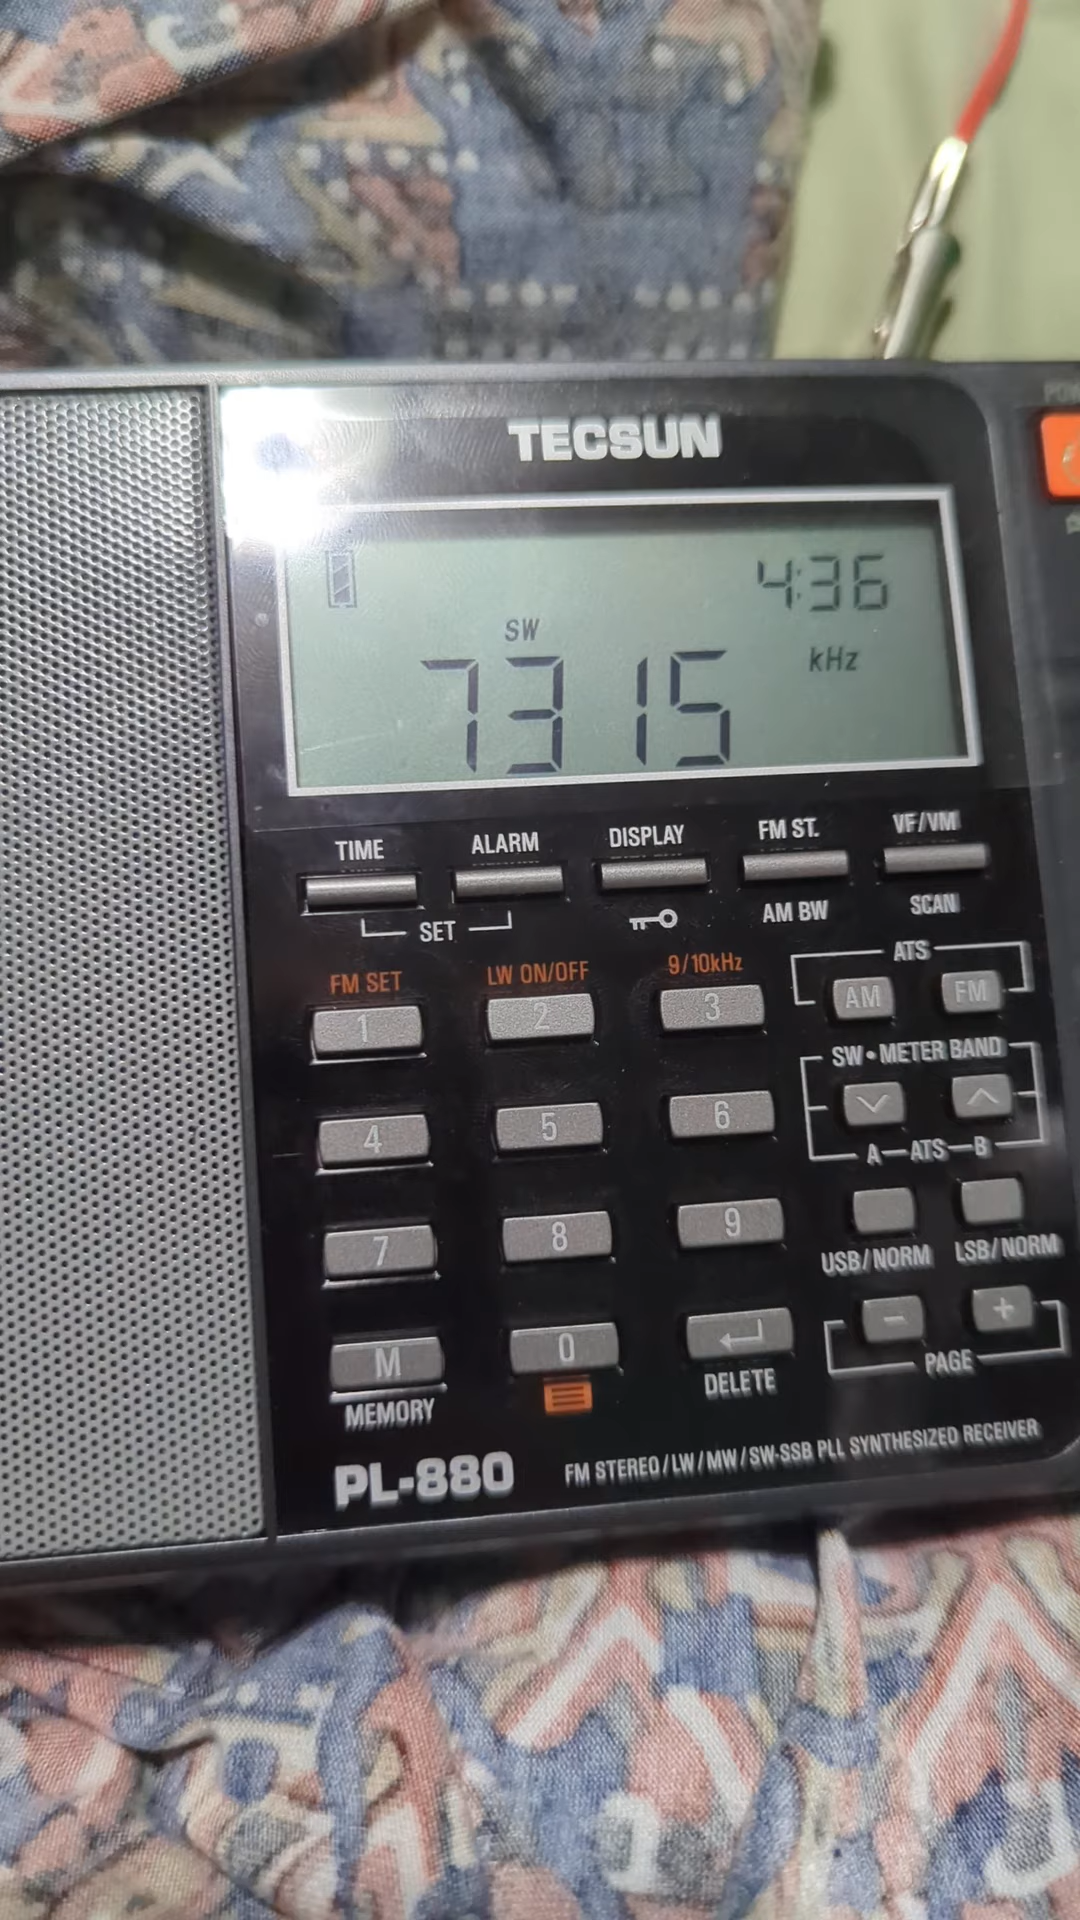 POW
TECSUN
4:36
SW
7315 kHz
TIME ALARM DISPLAY FM ST. VF/VM
SET AM BW SCAN
FM SET LW ON/OFF 9/10kHz ATS
1 2 3 AM FM
SW•METER BAND
4 5 6
A—ATS—B
7 8 9
USB/NORM LSB/NORM
M 0 - +
MEMORY DELETE PAGE
PL-880 FM STEREO/LW/MW/SW-SSB PLL SYNTHESIZED RECEIVER